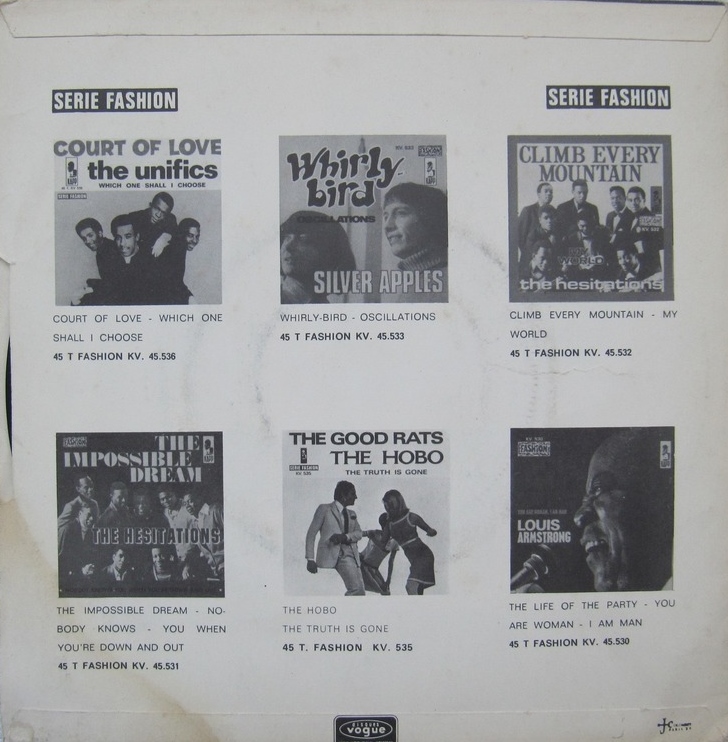 SERIE FASHION
SERIE FASHION
COURT OF LOVE
the unifics
WHICH ONE SHALL I CHOOSE
SERIE FASHION
COURT OF LOVE - WHICH ONE
SHALL I CHOOSE
45 T FASHION KV. 45.536
Whirly-
bird
OSCILLATIONS
SILVER APPLES
WHIRLY-BIRD - OSCILLATIONS
45 T FASHION KV. 45.533
CLIMB EVERY
MOUNTAIN
MY
WORLD
the hesitations
CLIMB EVERY MOUNTAIN - MY
WORLD
45 T FASHION KV. 45.532
THE
IMPOSSIBLE
DREAM
THE HESITATIONS
THE IMPOSSIBLE DREAM - NO-
BODY KNOWS - YOU WHEN
YOU'RE DOWN AND OUT
45 T FASHION KV. 45.531
THE GOOD RATS
THE HOBO
THE TRUTH IS GONE
SERIE FASHION
KV. 535
THE HOBO
THE TRUTH IS GONE
45 T. FASHION KV. 535
LOUIS
ARMSTRONG
THE LIFE OF THE PARTY - YOU
ARE WOMAN - I AM MAN
45 T FASHION KV. 45.530
DISQUES
vogue